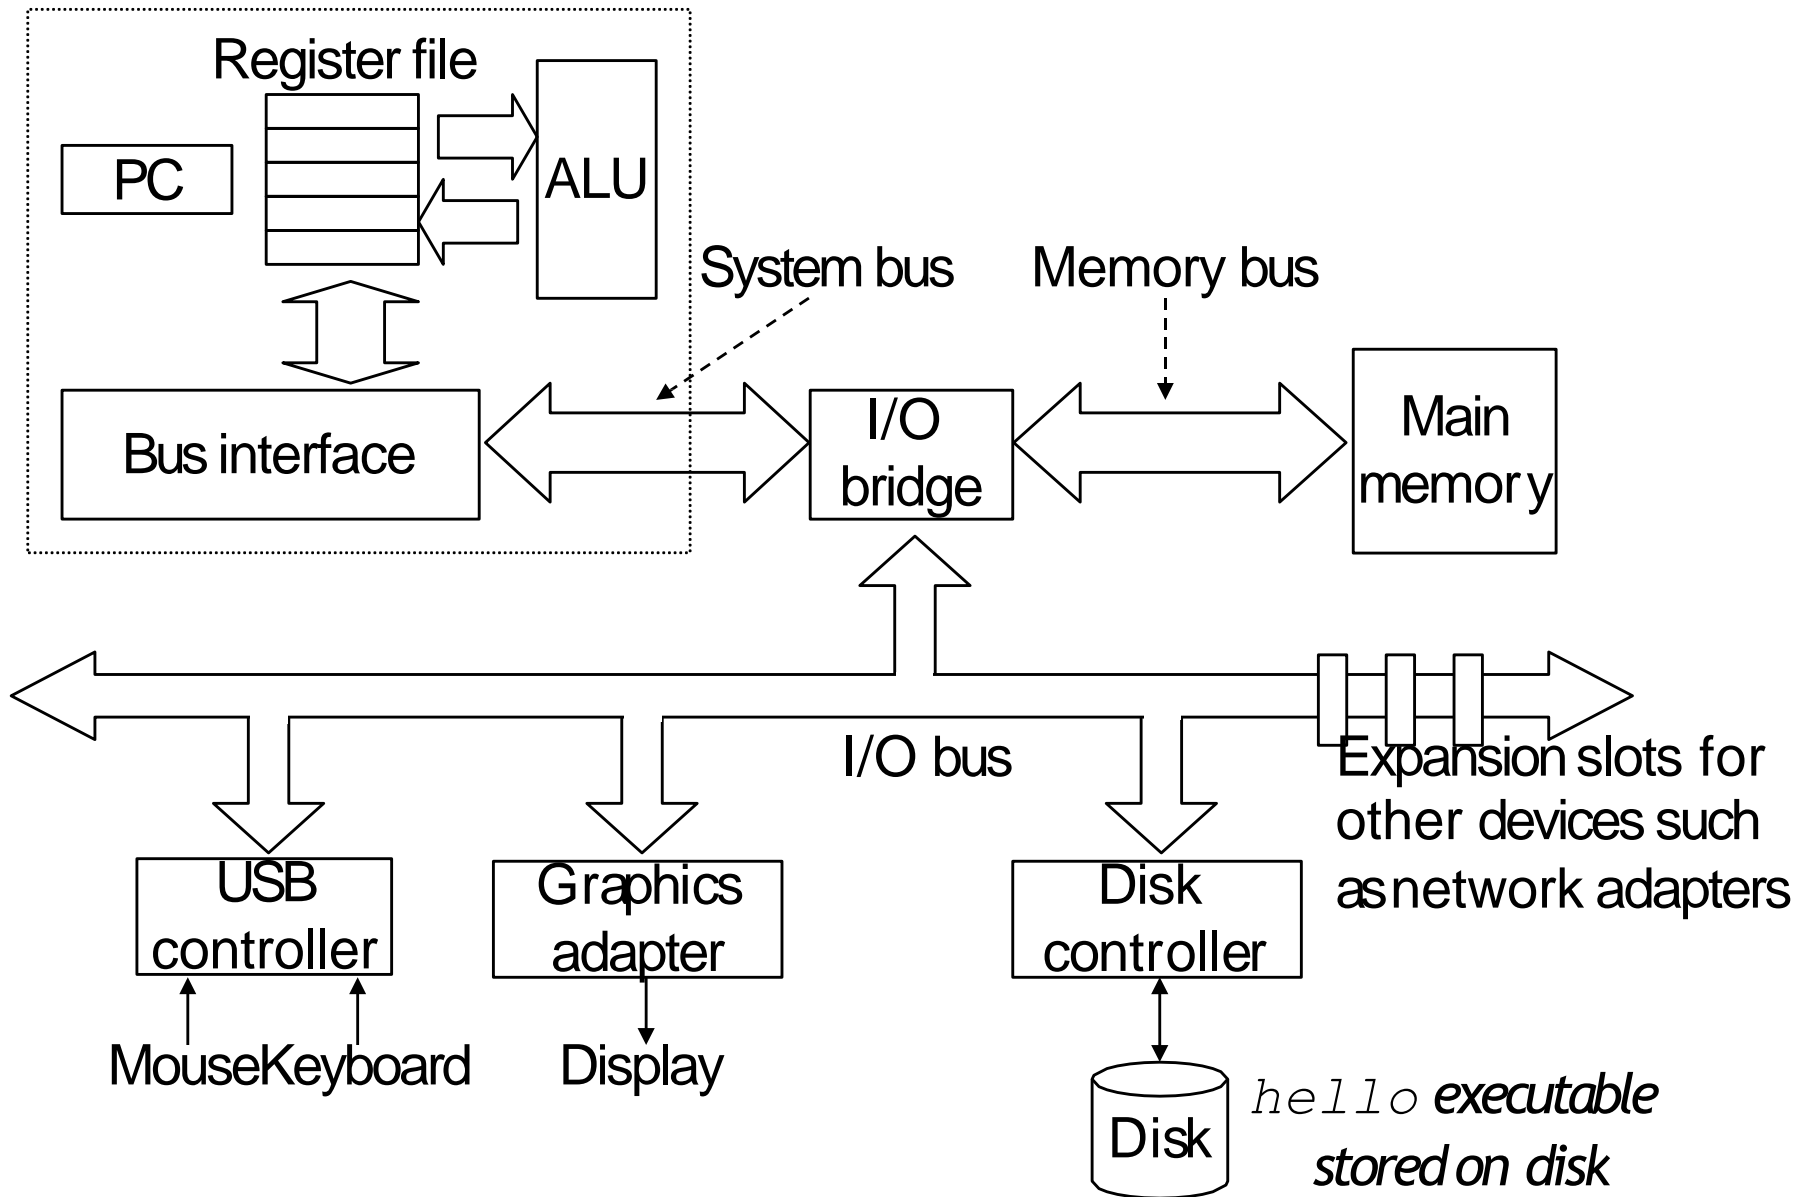 Register file
PC
ALU
System bus
Memory bus
Bus interface
I/O
bridge
Main
memory
I/O bus
Expansion slots for
other devices such
as network adapters
USB
controller
Graphics
adapter
Disk
controller
Mouse Keyboard
Display
Disk
hello executable
stored on disk